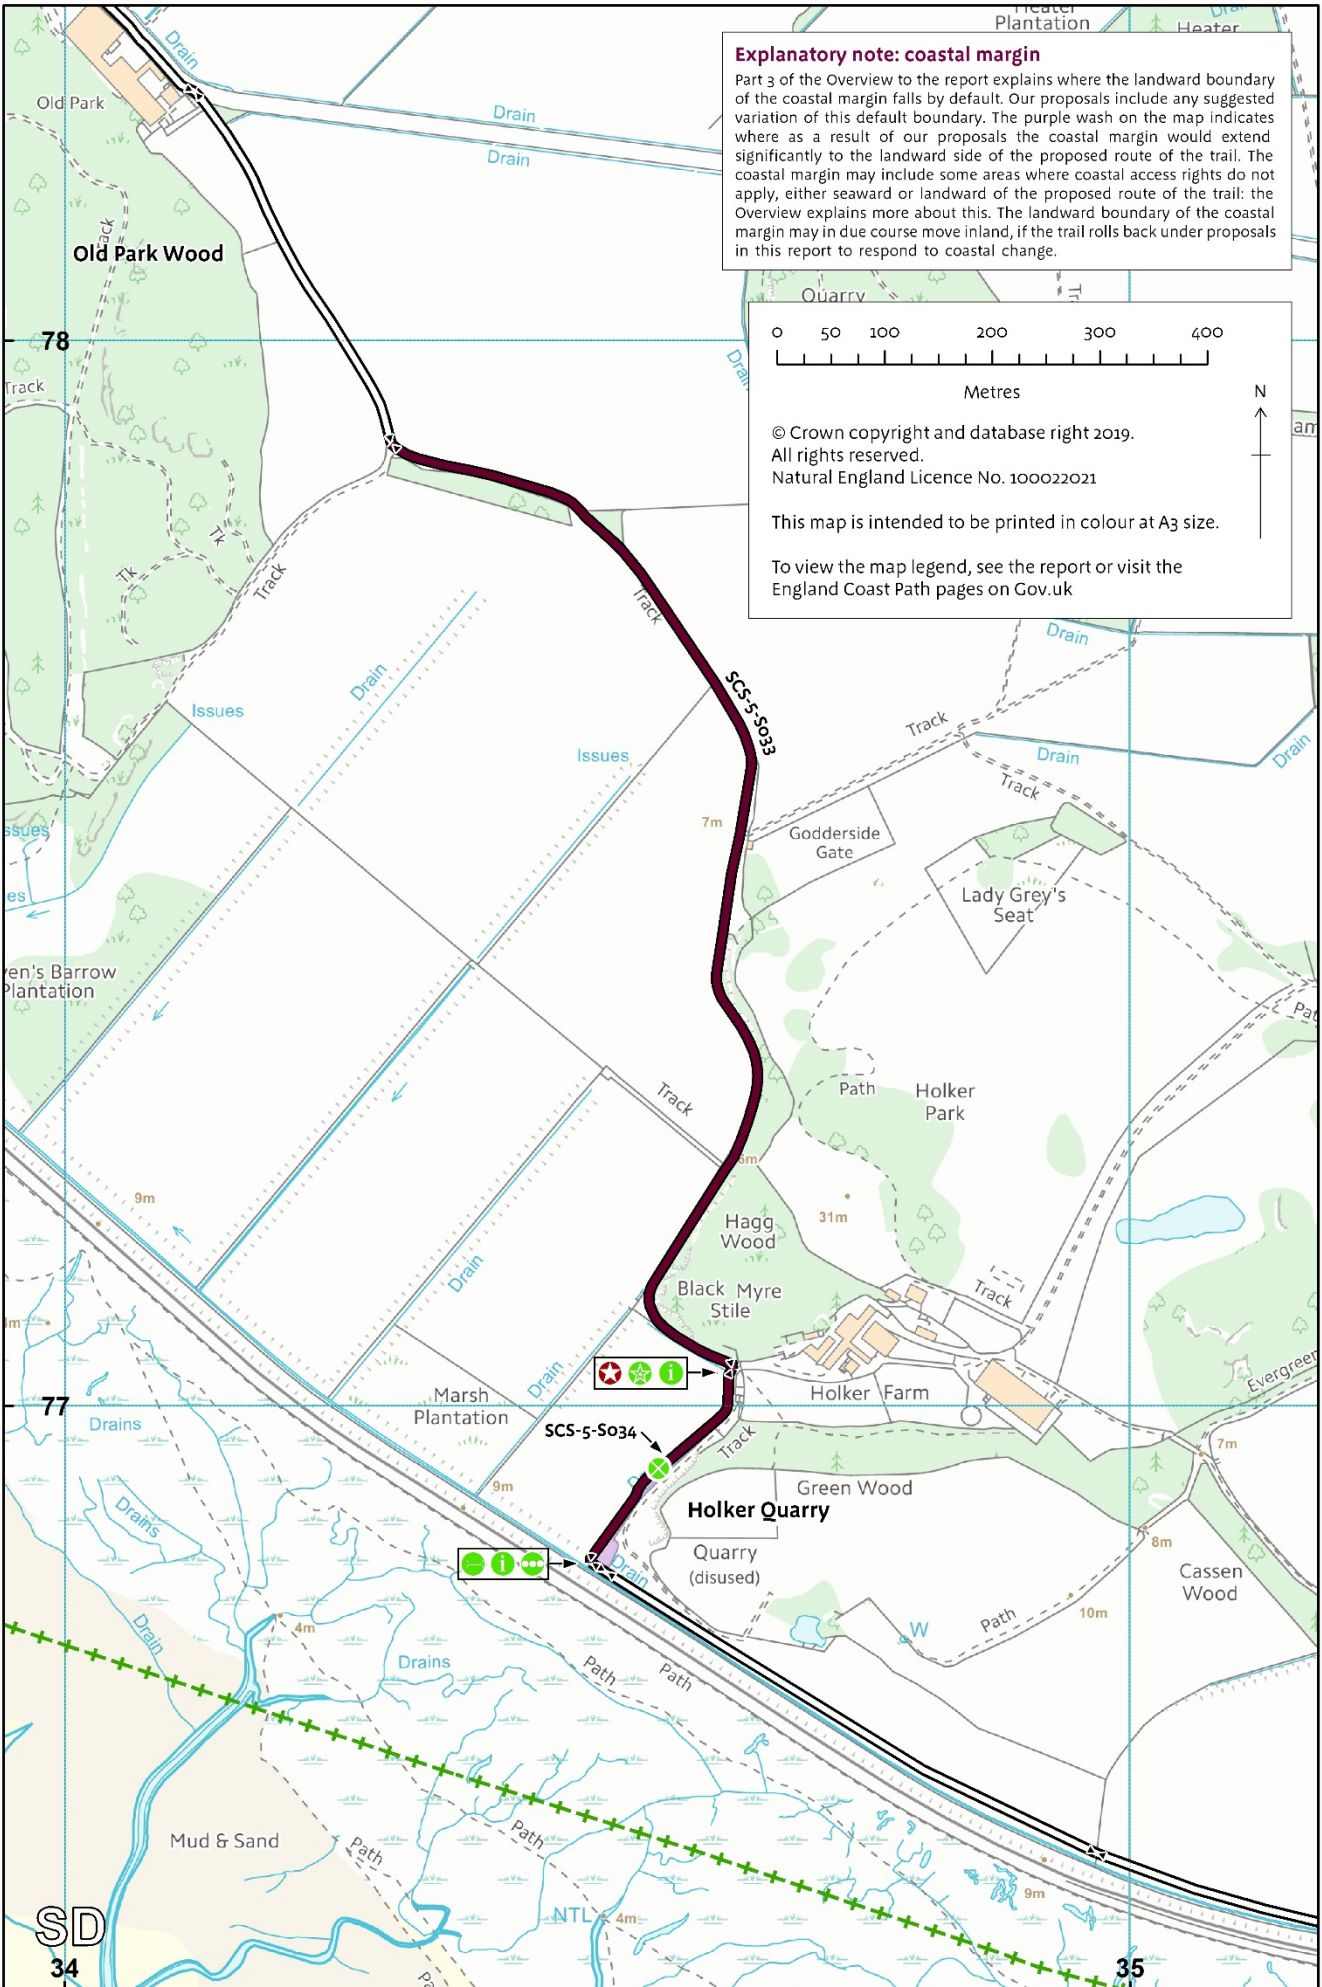 Heater
Plantation
Heater
Drain
Drain
Old Park
Drain
Drain
Explanatory note: coastal margin
Part 3 of the Overview to the report explains where the landward boundary
of the coastal margin falls by default. Our proposals include any suggested
variation of this default boundary. The purple wash on the map indicates
where as a result of our proposals the coastal margin would extend
significantly to the landward side of the proposed route of the trail. The
coastal margin may include some areas where coastal access rights do not
apply, either seaward or landward of the proposed route of the trail: the
Overview explains more about this. The landward boundary of the coastal
margin may in due course move inland, if the trail rolls back under proposals
in this report to respond to coastal change.
Old Park Wood
Quarry
78
0 50 100 200 300 400
Metres
N
© Crown copyright and database right 2019.
All rights reserved.
Natural England Licence No. 100022021
This map is intended to be printed in colour at A3 size.
To view the map legend, see the report or visit the
England Coast Path pages on Gov.uk
Track
Tk
Tk
Track
Track
Drain
Drain
Issues
SCS-5-S033
Issues
Track
Drain
Drain
Track
7m
Godderside
Gate
Lady Grey's
Seat
Plantation
Track
Path
Holker
Park
9m
31m
Hagg
Wood
Drain
Black Myre
Stile
Track
Drain
Evergreen
Holker Farm
77
Marsh
Plantation
Drains
SCS-5-S034
Track
7m
9m
Green Wood
Holker Quarry
Drains
8m
Quarry
(disused)
Drain
Cassen
Wood
10m
Path
W
4m
Drain
Drains
Path
Path
Mud & Sand
Path
Path
9m
NTL
4m
SD
34
35